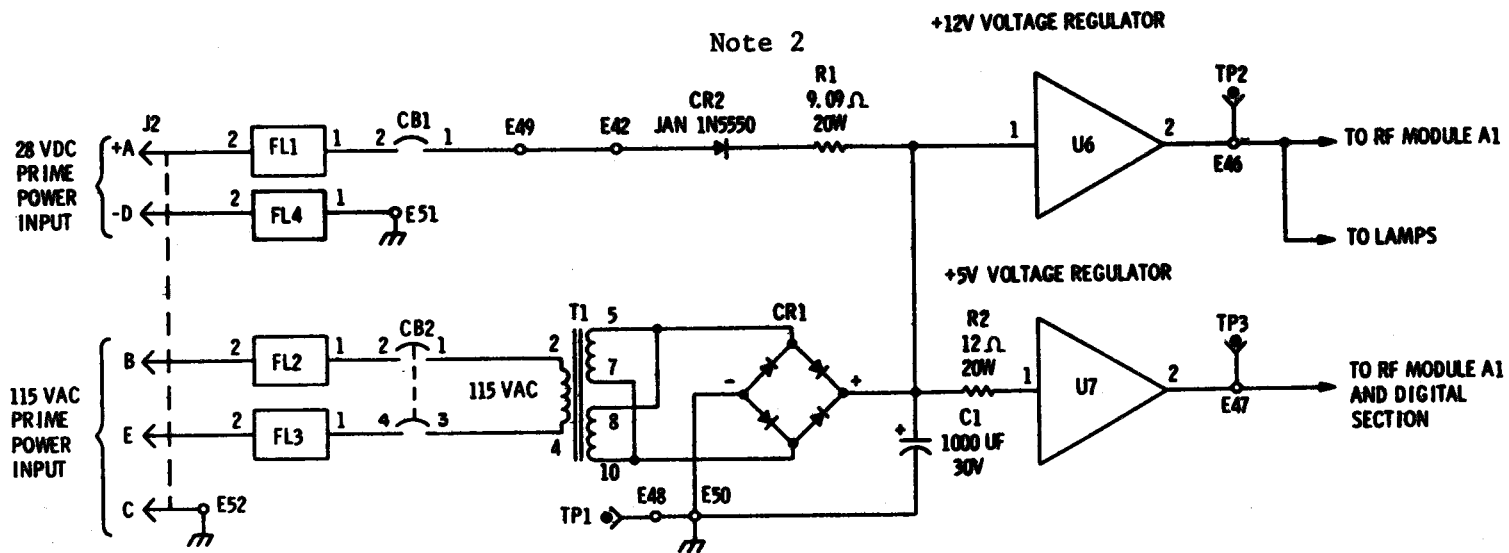 +12V VOLTAGE REGULATOR
Note 2
R1
9.09 Ω
20W
CR2
JAN 1N5550
TP2
J2
28 VDC
PRIME
POWER
INPUT
+A
2 FL1 1
2 CB1 1
E49
E42
1 U6 2
E46
TO RF MODULE A1
-D
2 FL4 1
E51
TO LAMPS
+5V VOLTAGE REGULATOR
115 VAC
PRIME
POWER
INPUT
B
2 FL2 1
2 CB2 1
T1
2
4
115 VAC
5
7
8
10
CR1
-
+
R2
12 Ω
20W
1 U7 2
TP3
E47
TO RF MODULE A1
AND DIGITAL
SECTION
E
2 FL3 1
4 3
+
C1
1000 UF
30V
C
E52
TP1
E48
E50